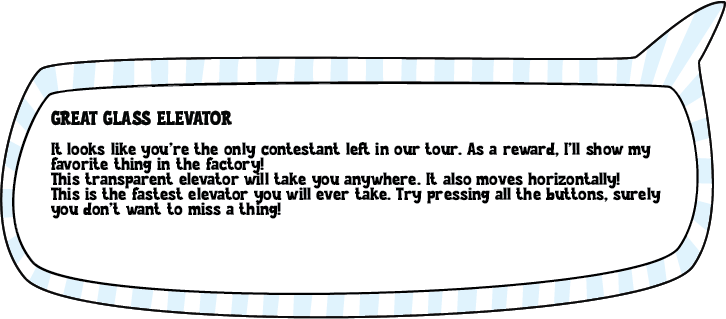 GREAT GLASS ELEVATOR
It looks like you're the only contestant left in our tour. As a reward, I'll show my
favorite thing in the factory!
This transparent elevator will take you anywhere. It also moves horizontally!
This is the fastest elevator you will ever take. Try pressing all the buttons, surely
you don't want to miss a thing!